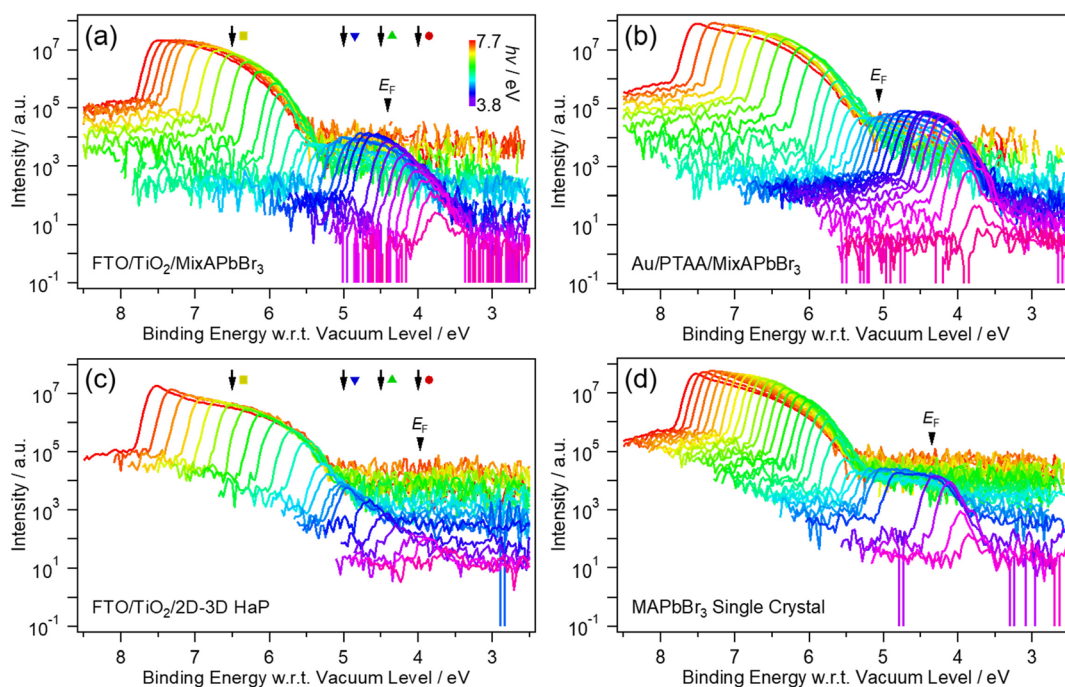 (a)
7.7
hν / eV
3.8
E_F
10^7
10^5
10^3
10^1
10^-1
Intensity / a.u.
FTO/TiO₂/MixAPbBr₃
8 7 6 5 4 3
Binding Energy w.r.t. Vacuum Level / eV
(b)
E_F
10^7
10^5
10^3
10^1
10^-1
Intensity / a.u.
Au/PTAA/MixAPbBr₃
8 7 6 5 4 3
Binding Energy w.r.t. Vacuum Level / eV
(c)
E_F
10^7
10^5
10^3
10^1
10^-1
Intensity / a.u.
FTO/TiO₂/2D-3D HaP
8 7 6 5 4 3
Binding Energy w.r.t. Vacuum Level / eV
(d)
E_F
10^7
10^5
10^3
10^1
10^-1
Intensity / a.u.
MAPbBr₃ Single Crystal
8 7 6 5 4 3
Binding Energy w.r.t. Vacuum Level / eV